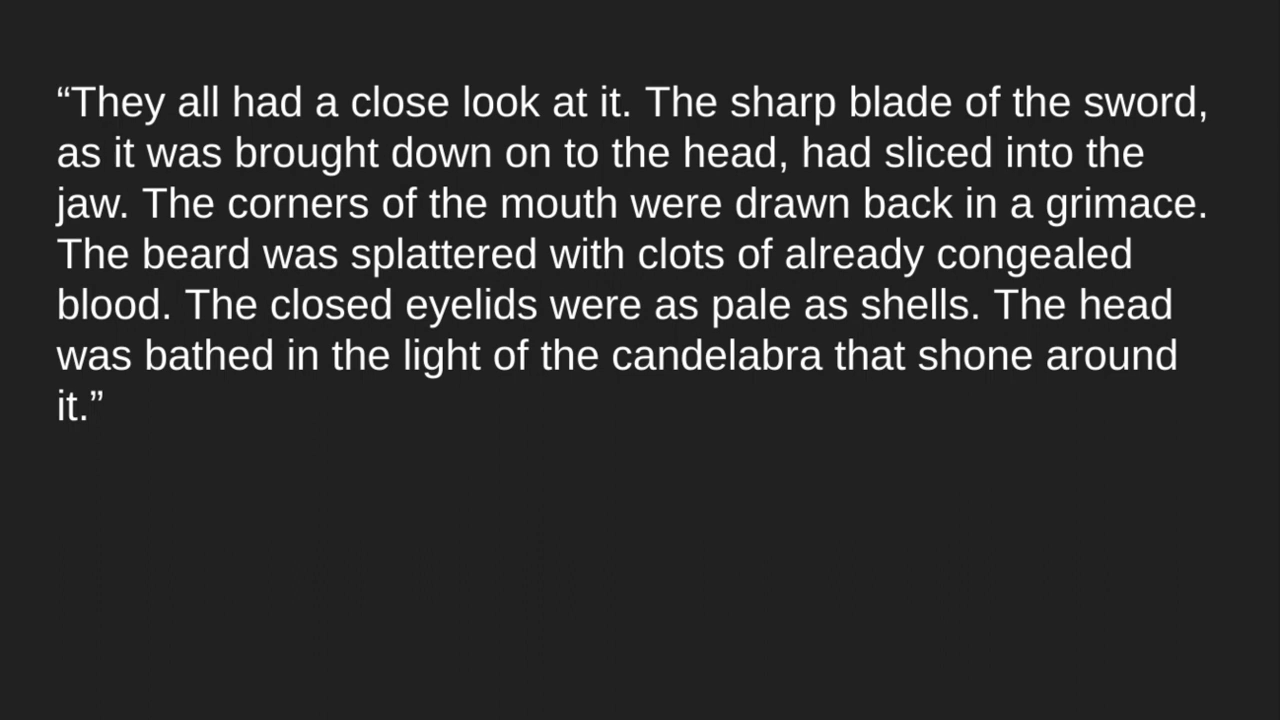 “They all had a close look at it. The sharp blade of the sword,
as it was brought down on to the head, had sliced into the
jaw. The corners of the mouth were drawn back in a grimace.
The beard was splattered with clots of already congealed
blood. The closed eyelids were as pale as shells. The head
was bathed in the light of the candelabra that shone around
it.”